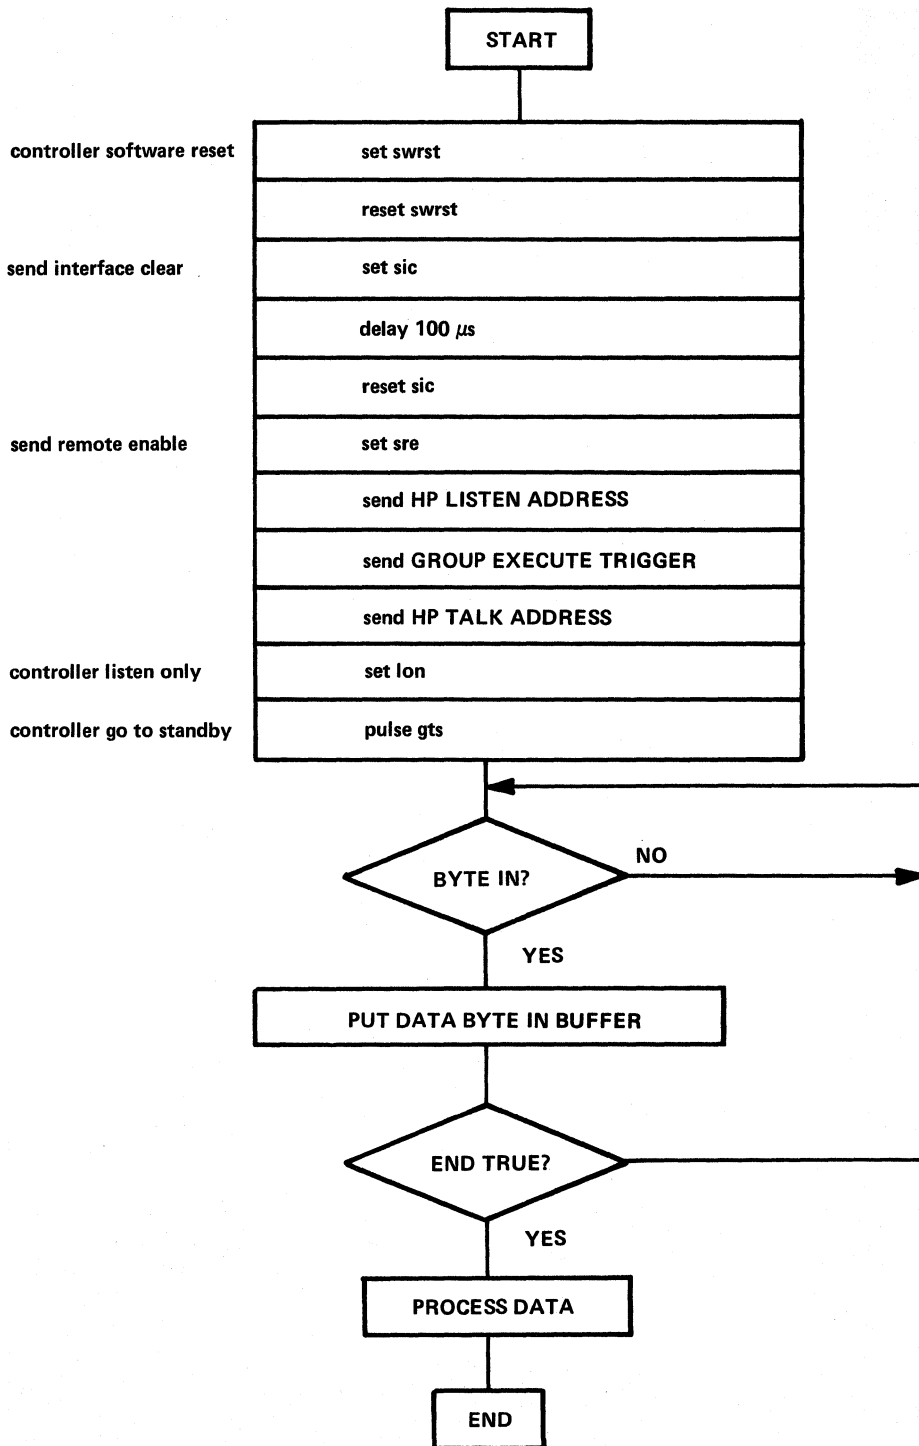 START
controller software reset set swrst
reset swrst
send interface clear set sic
delay 100 μs
reset sic
send remote enable set sre
send HP LISTEN ADDRESS
send GROUP EXECUTE TRIGGER
send HP TALK ADDRESS
controller listen only set lon
controller go to standby pulse gts
NO
BYTE IN?
YES
PUT DATA BYTE IN BUFFER
END TRUE?
YES
PROCESS DATA
END